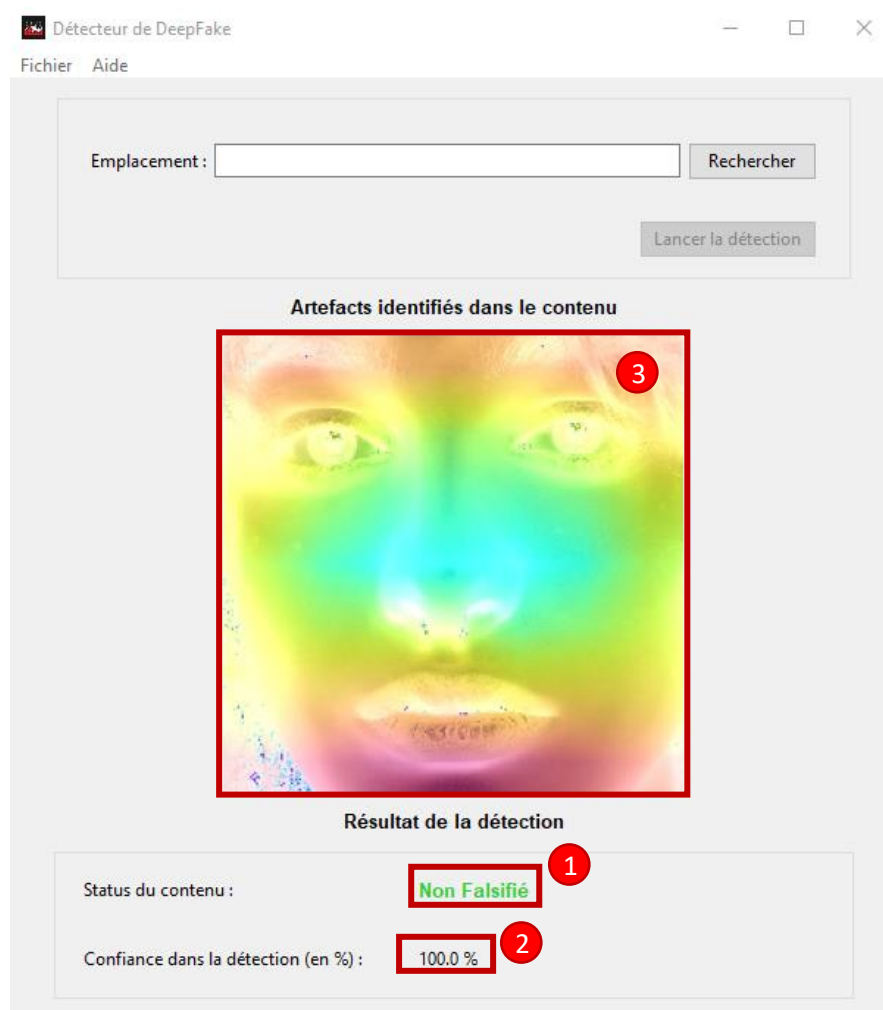 Détecteur de DeepFake
Fichier Aide
Emplacement :
Rechercher
Lancer la détection
Artefacts identifiés dans le contenu
3
Résultat de la détection
1
Status du contenu : Non Falsifié
2
Confiance dans la détection (en %) : 100.0 %